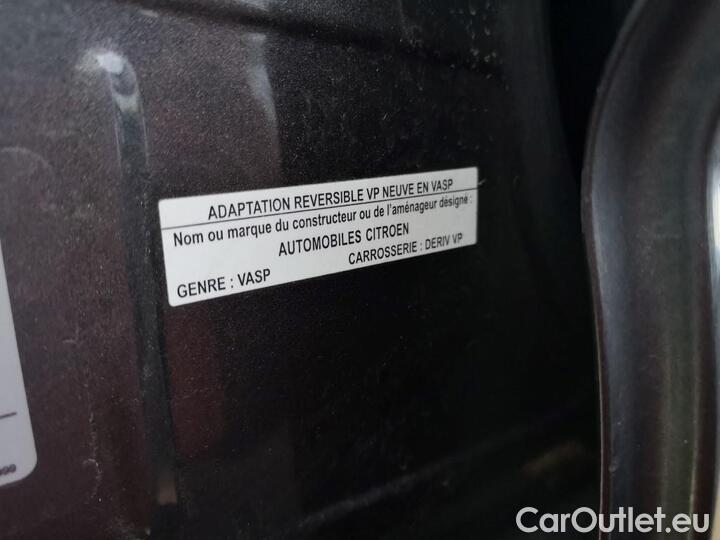 ADAPTATION REVERSIBLE VP NEUVE EN VASP
Nom ou marque du constructeur ou de l'aménageur désigné :
AUTOMOBILES CITROEN
GENRE : VASP CARROSSERIE : DERIV VP
CarOutlet.eu